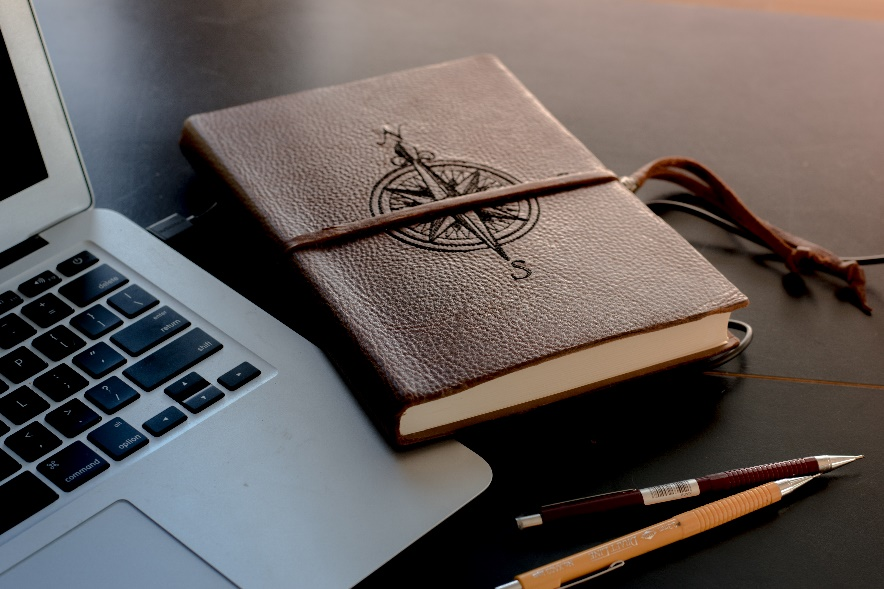 N
S
delete
return
shift
option
command
P
L